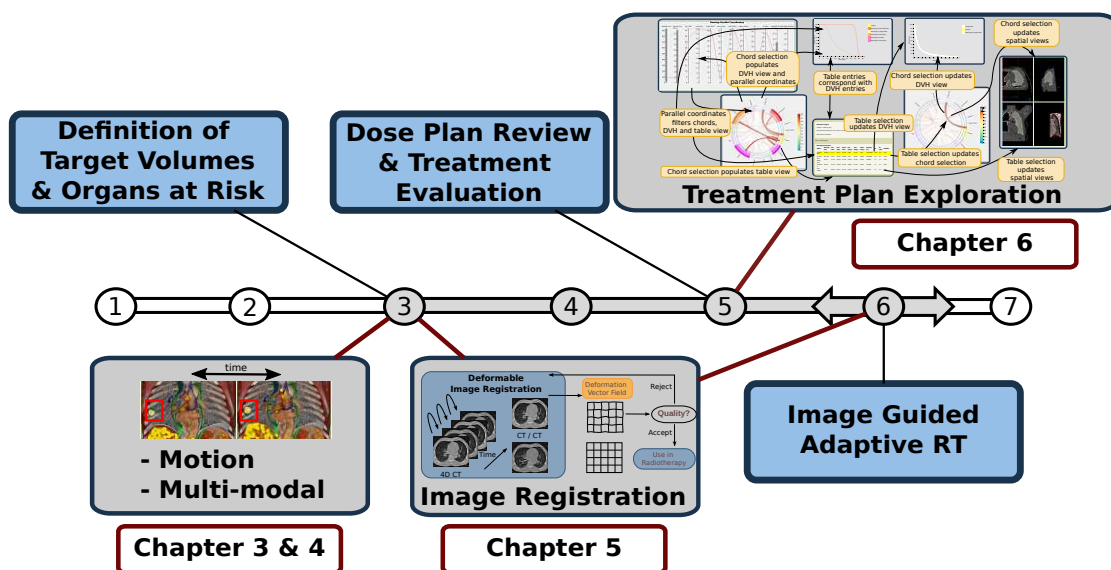 Definition of
Target Volumes
& Organs at Risk
Dose Plan Review
& Treatment
Evaluation
Chord selection
populates
DVH view and
parallel coordinates
Table entries
correspond with
DVH entries
Chord selection updates
DVH view
Chord selection
updates
spatial views
Parallel coordinates
filters chords,
DVH and table view
Table selection
updates DVH view
Table selection updates
chord selection
Chord selection populates table view
Table selection
updates
spatial views
Treatment Plan Exploration
Chapter 6
1
2
3
4
5
6
7
time
- Motion
- Multi-modal
Chapter 3 & 4
Deformable
Image Registration
4D CT
Time
CT / CT
Deformation
Vector Field
Reject
Quality?
Accept
Use in
Radiotherapy
Image Registration
Chapter 5
Image Guided
Adaptive RT